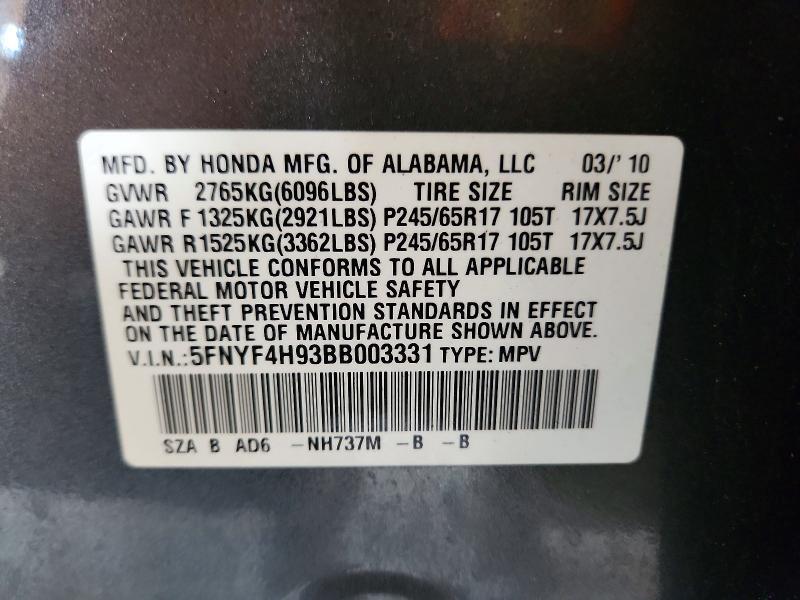 MFD. BY HONDA MFG. OF ALABAMA, LLC 03/' 10
GVWR 2765KG(6096LBS) TIRE SIZE RIM SIZE
GAWR F 1325KG(2921LBS) P245/65R17 105T 17X7.5J
GAWR R1525KG(3362LBS) P245/65R17 105T 17X7.5J
THIS VEHICLE CONFORMS TO ALL APPLICABLE
FEDERAL MOTOR VEHICLE SAFETY
AND THEFT PREVENTION STANDARDS IN EFFECT
ON THE DATE OF MANUFACTURE SHOWN ABOVE.
V.I.N.:5FNYF4H93BB003331 TYPE: MPV
SZA B AD6 -NH737M -B -B